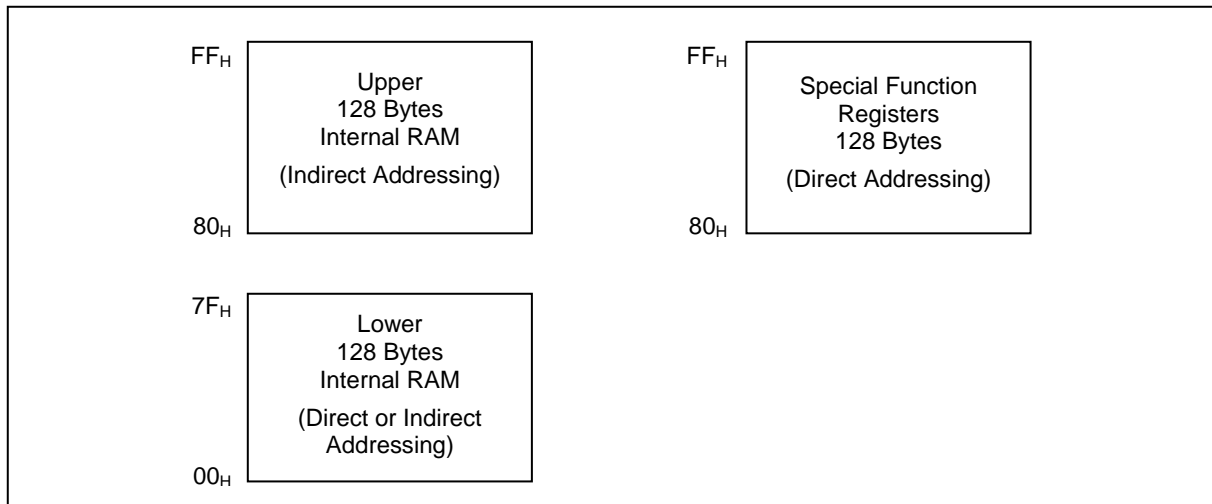 FFH
Upper
128 Bytes
Internal RAM
(Indirect Addressing)
80H
FFH
Special Function
Registers
128 Bytes
(Direct Addressing)
80H
7FH
Lower
128 Bytes
Internal RAM
(Direct or Indirect
Addressing)
00H